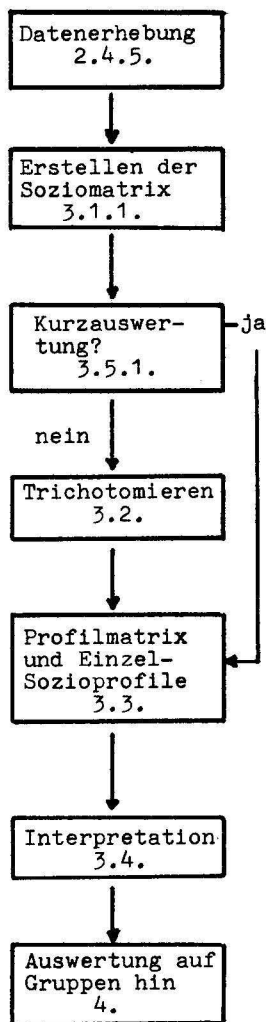 Datenerhebung
2.4.5.
Erstellen der
Soziomatrix
3.1.1.
Kurzauswer-
tung?
3.5.1.
ja
nein
Trichotomieren
3.2.
Profilmatrix
und Einzel-
Sozioprofile
3.3.
Interpretation
3.4.
Auswertung auf
Gruppen hin
4.